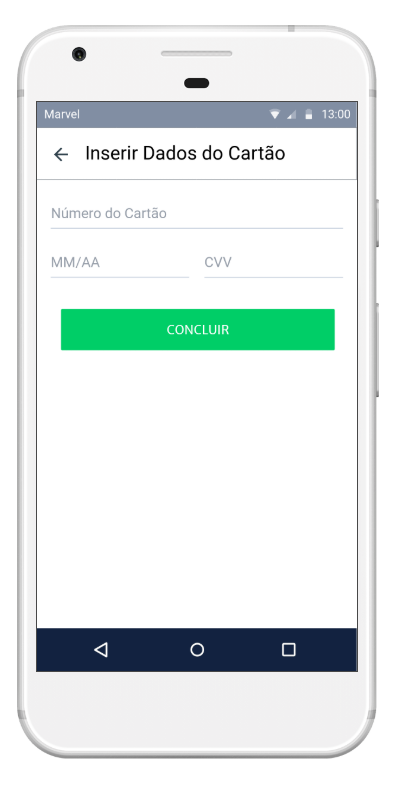 Marvel
13:00
Inserir Dados do Cartão
Número do Cartão
MM/AA
CVV
CONCLUIR